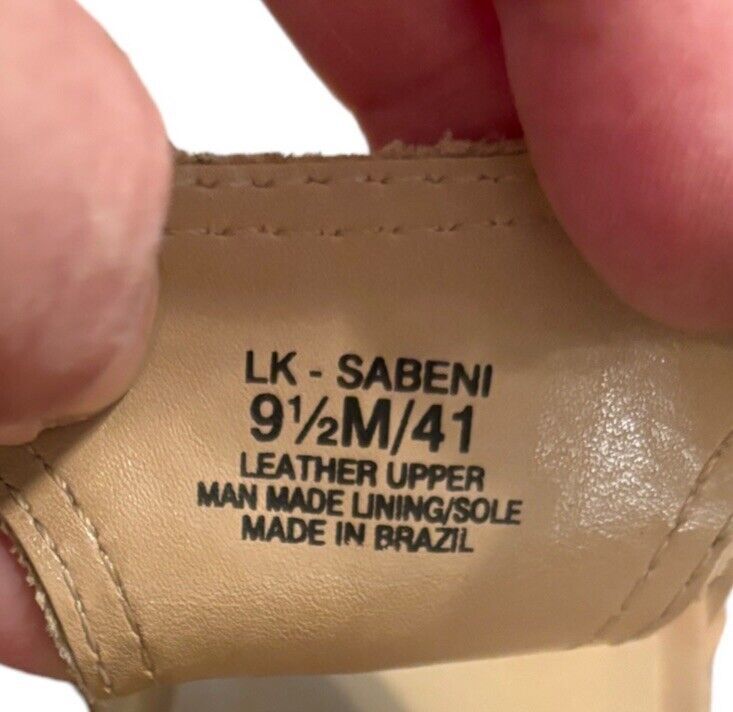 LK - SABENI
9½M/41
LEATHER UPPER
MAN MADE LINING/SOLE
MADE IN BRAZIL